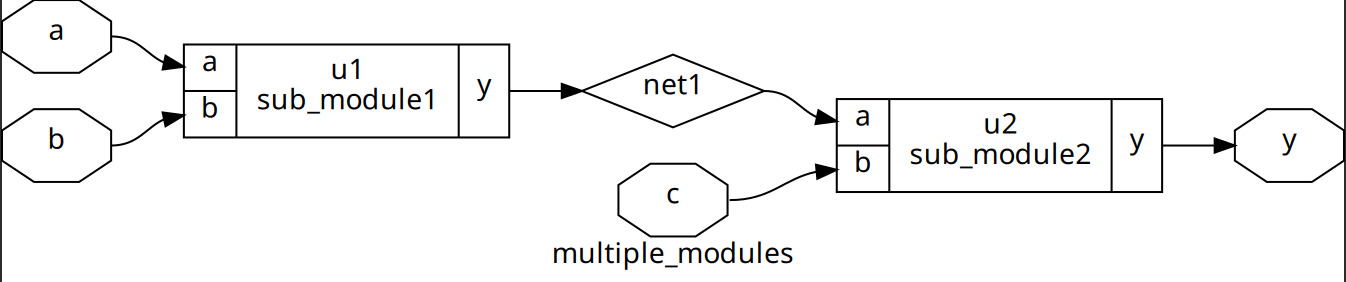 a
b
a
b
u1
sub_module1
y
net1
c
a
b
u2
sub_module2
y
y
multiple_modules